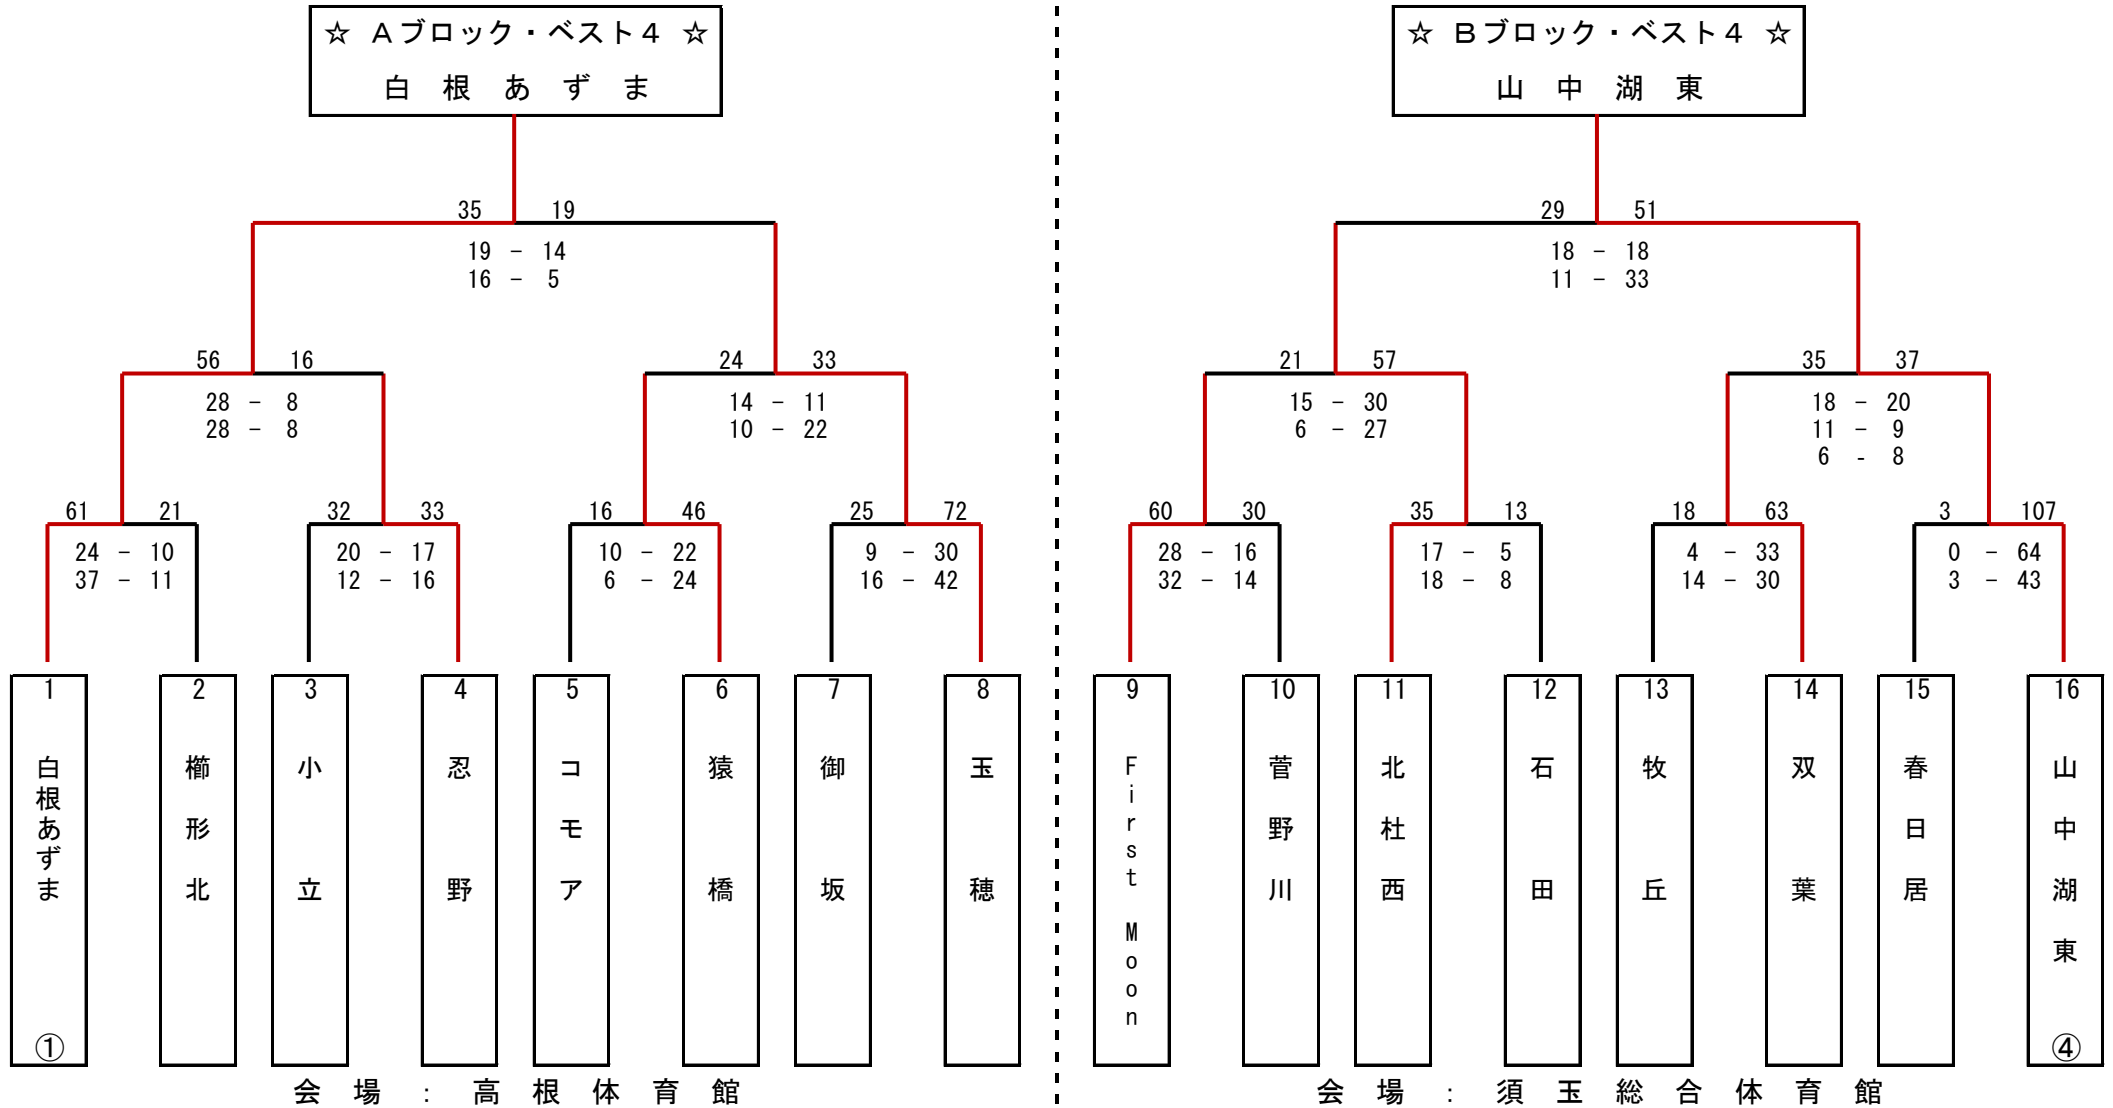 ☆ Ａブロック・ベスト４ ☆
白根あずま
35 19
19 － 14
16 － 5
56 16
28 － 8
28 － 8
24 33
14 － 11
10 － 22
61 21
24 － 10
37 － 11
32 33
20 － 17
12 － 16
16 46
10 － 22
6 － 24
25 72
9 － 30
16 － 42
1 白根あずま ①
2 櫛形北
3 小立
4 忍野
5 コモア
6 猿橋
7 御坂
8 玉穂
会場：高根体育館
☆ Ｂブロック・ベスト４ ☆
山中湖東
29 51
18 － 18
11 － 33
21 57
15 － 30
6 － 27
35 37
18 － 20
11 － 9
6 - 8
60 30
28 － 16
32 － 14
35 13
17 － 5
18 － 8
18 63
4 － 33
14 － 30
3 107
0 － 64
3 － 43
9 First Moon
10 菅野川
11 北杜西
12 石田
13 牧丘
14 双葉
15 春日居
16 山中湖東 ④
会場：須玉総合体育館